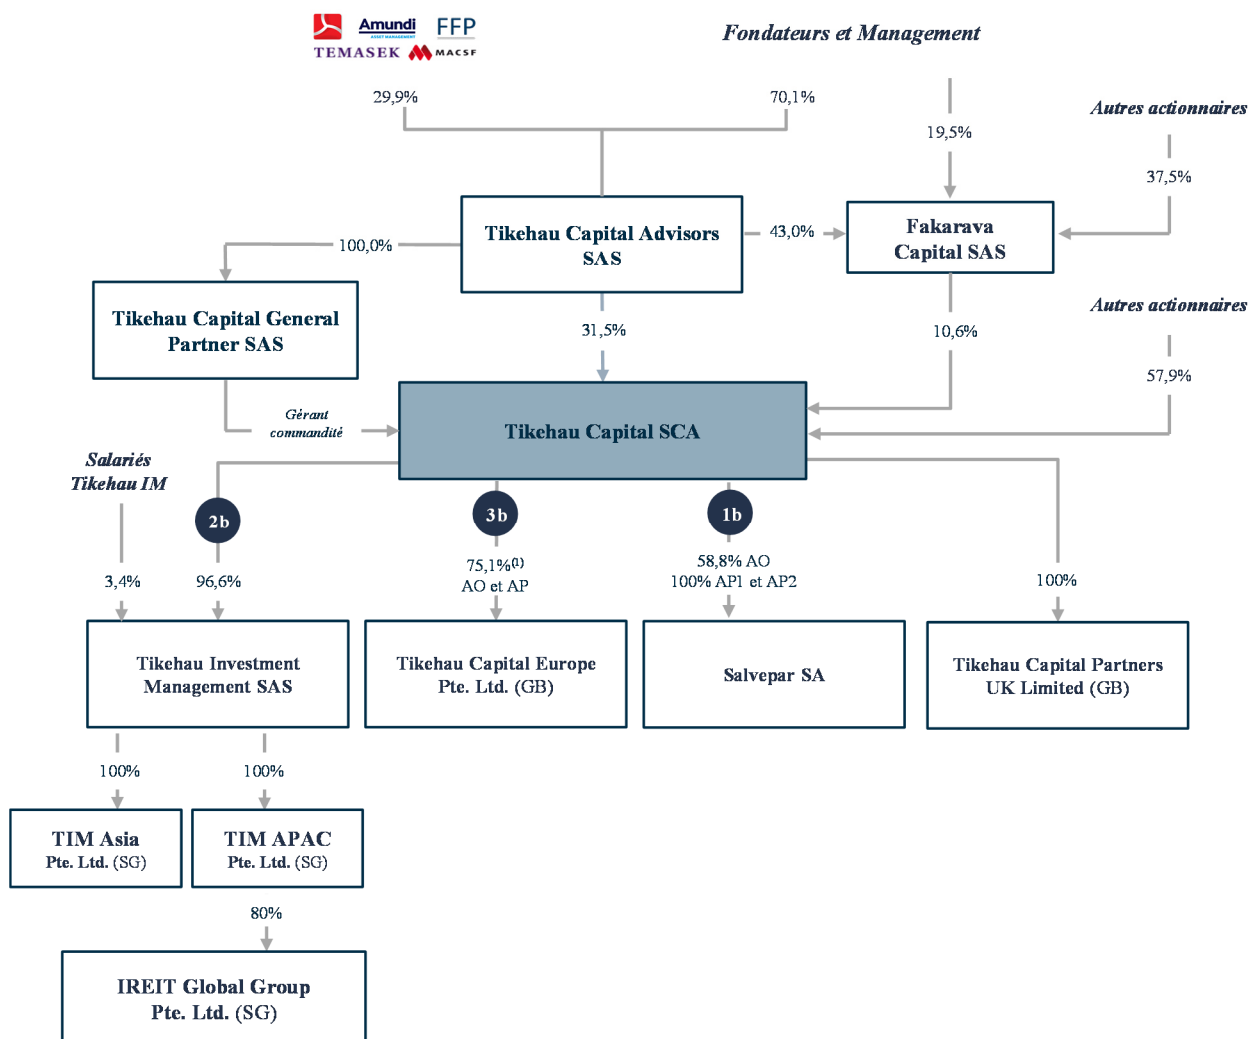 Amundi
ASSET MANAGEMENT
FFP
TEMASEK
MACSF
Fondateurs et Management
29,9%
70,1%
19,5%
Autres actionnaires
37,5%
Tikehau Capital Advisors
SAS
43,0%
Fakarava
Capital SAS
100,0%
Tikehau Capital General
Partner SAS
31,5%
10,6%
Autres actionnaires
57,9%
Gérant
commandité
Tikehau Capital SCA
Salariés
Tikehau IM
2b
3b
1b
3,4%
96,6%
75,1%(1)
AO et AP
58,8% AO
100% AP1 et AP2
100%
Tikehau Investment
Management SAS
Tikehau Capital Europe
Pte. Ltd. (GB)
Salvepar SA
Tikehau Capital Partners
UK Limited (GB)
100%
100%
TIM Asia
Pte. Ltd. (SG)
TIM APAC
Pte. Ltd. (SG)
80%
IREIT Global Group
Pte. Ltd. (SG)